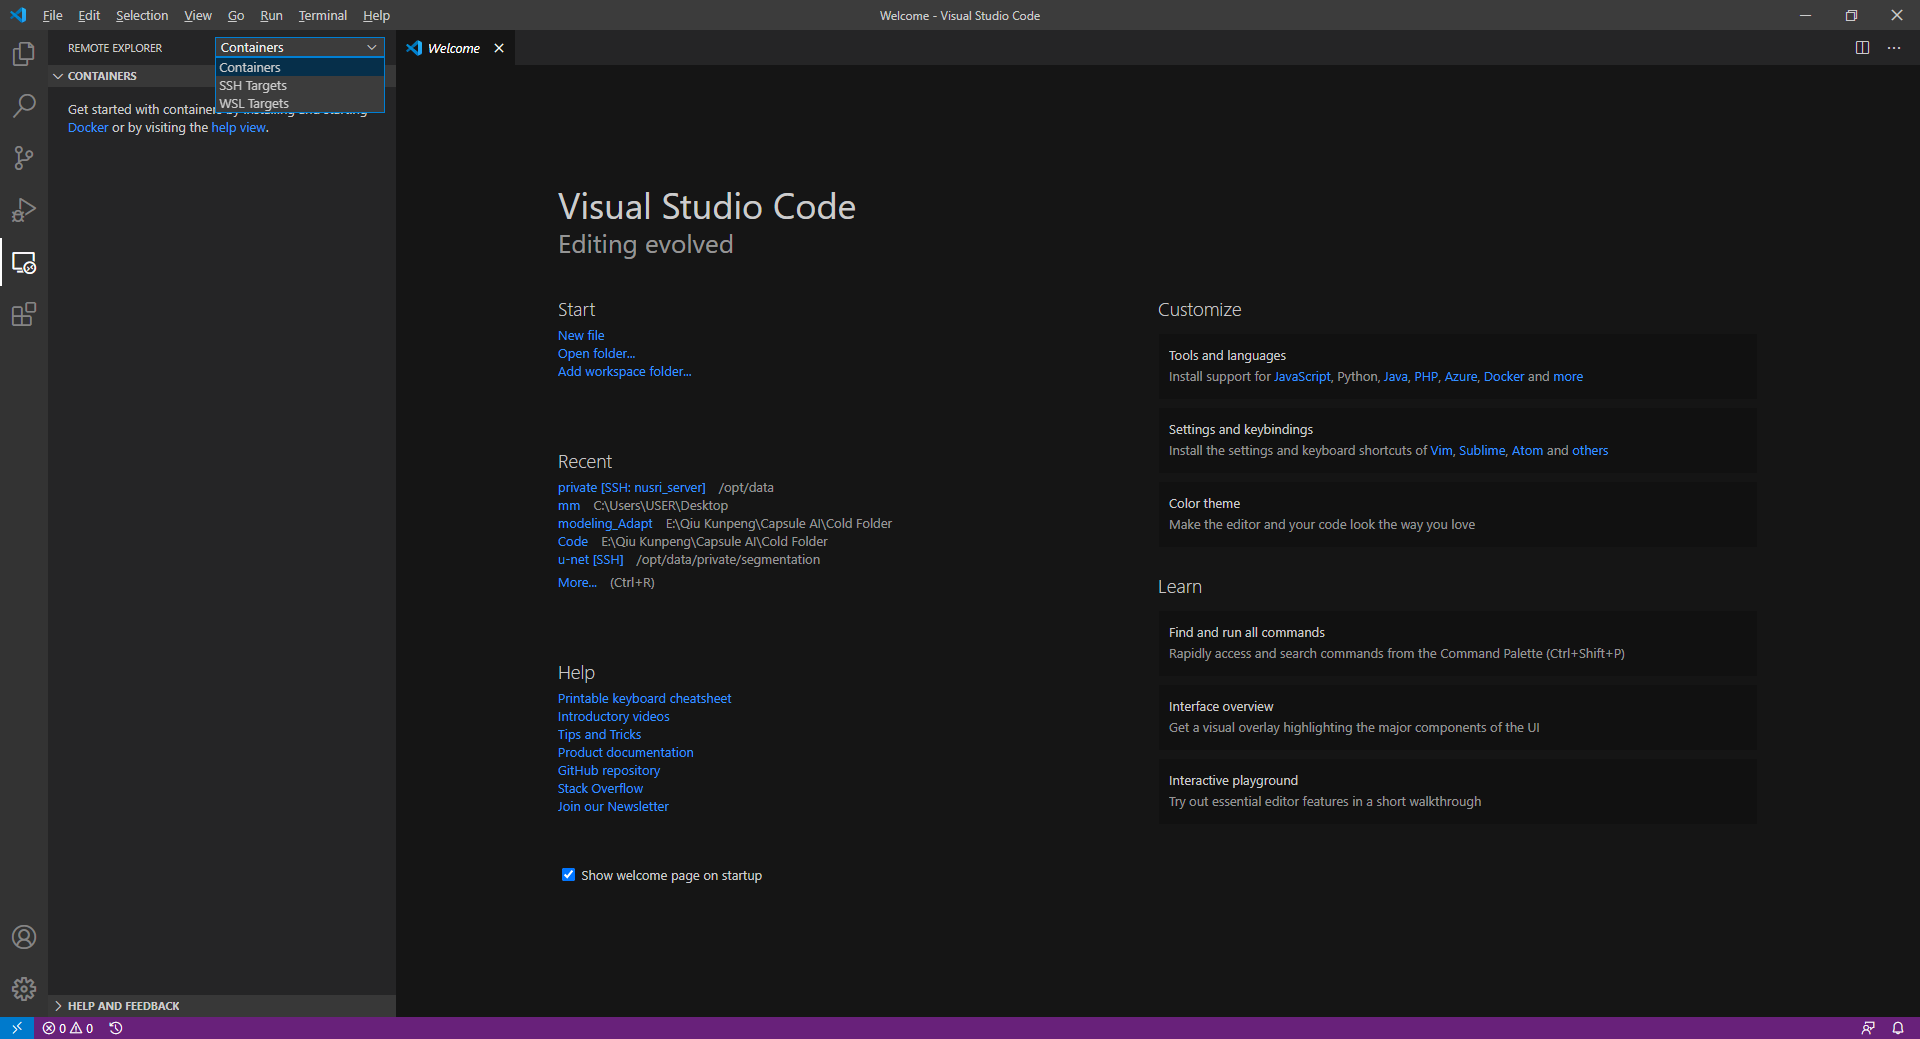 File Edit Selection View Go Run Terminal Help
Welcome - Visual Studio Code
REMOTE EXPLORER
Containers
Containers
SSH Targets
WSL Targets
CONTAINERS
Get started with containers by installing and starting
Docker or by visiting the help view.
Welcome
Visual Studio Code
Editing evolved
Start
New file
Open folder...
Add workspace folder...
Recent
private [SSH: nusri_server] /opt/data
mm C:\Users\USER\Desktop
modeling_Adapt E:\Qiu Kunpeng\Capsule AI\Cold Folder
Code E:\Qiu Kunpeng\Capsule AI\Cold Folder
u-net [SSH] /opt/data/private/segmentation
More... (Ctrl+R)
Help
Printable keyboard cheatsheet
Introductory videos
Tips and Tricks
Product documentation
GitHub repository
Stack Overflow
Join our Newsletter
Show welcome page on startup
Customize
Tools and languages
Install support for JavaScript, Python, Java, PHP, Azure, Docker and more
Settings and keybindings
Install the settings and keyboard shortcuts of Vim, Sublime, Atom and others
Color theme
Make the editor and your code look the way you love
Learn
Find and run all commands
Rapidly access and search commands from the Command Palette (Ctrl+Shift+P)
Interface overview
Get a visual overlay highlighting the major components of the UI
Interactive playground
Try out essential editor features in a short walkthrough
HELP AND FEEDBACK
0 0